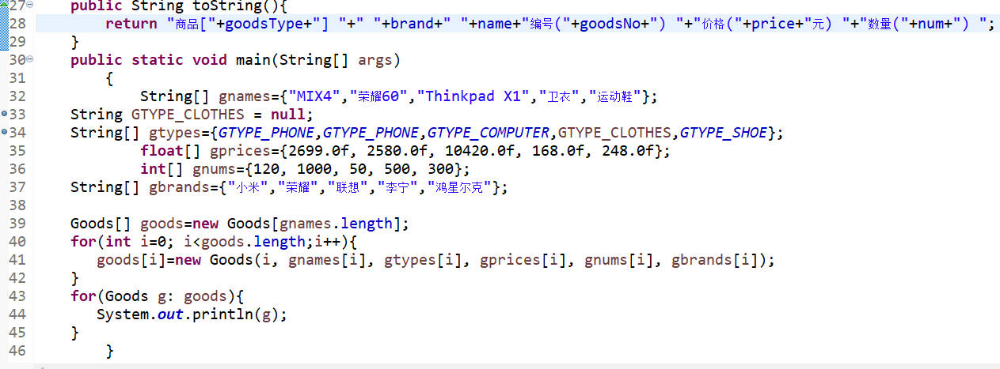 27 public String toString(){
28 return "商品["+goodsType+"] "+" "+brand+" "+name+"编号("+goodsNo+") "+"价格("+price+"元) "+"数量("+num+") ";
29 }
30 public static void main(String[] args)
31 {
32 String[] gnames={"MIX4","荣耀60","Thinkpad X1","卫衣","运动鞋"};
33 String GTYPE_CLOTHES = null;
34 String[] gtypes={GTYPE_PHONE,GTYPE_PHONE,GTYPE_COMPUTER,GTYPE_CLOTHES,GTYPE_SHOE};
35 float[] gprices={2699.0f, 2580.0f, 10420.0f, 168.0f, 248.0f};
36 int[] gnums={120, 1000, 50, 500, 300};
37 String[] gbrands={"小米","荣耀","联想","李宁","鸿星尔克"};
38
39 Goods[] goods=new Goods[gnames.length];
40 for(int i=0; i<goods.length;i++){
41 goods[i]=new Goods(i, gnames[i], gtypes[i], gprices[i], gnums[i], gbrands[i]);
42 }
43 for(Goods g: goods){
44 System.out.println(g);
45 }
46 }